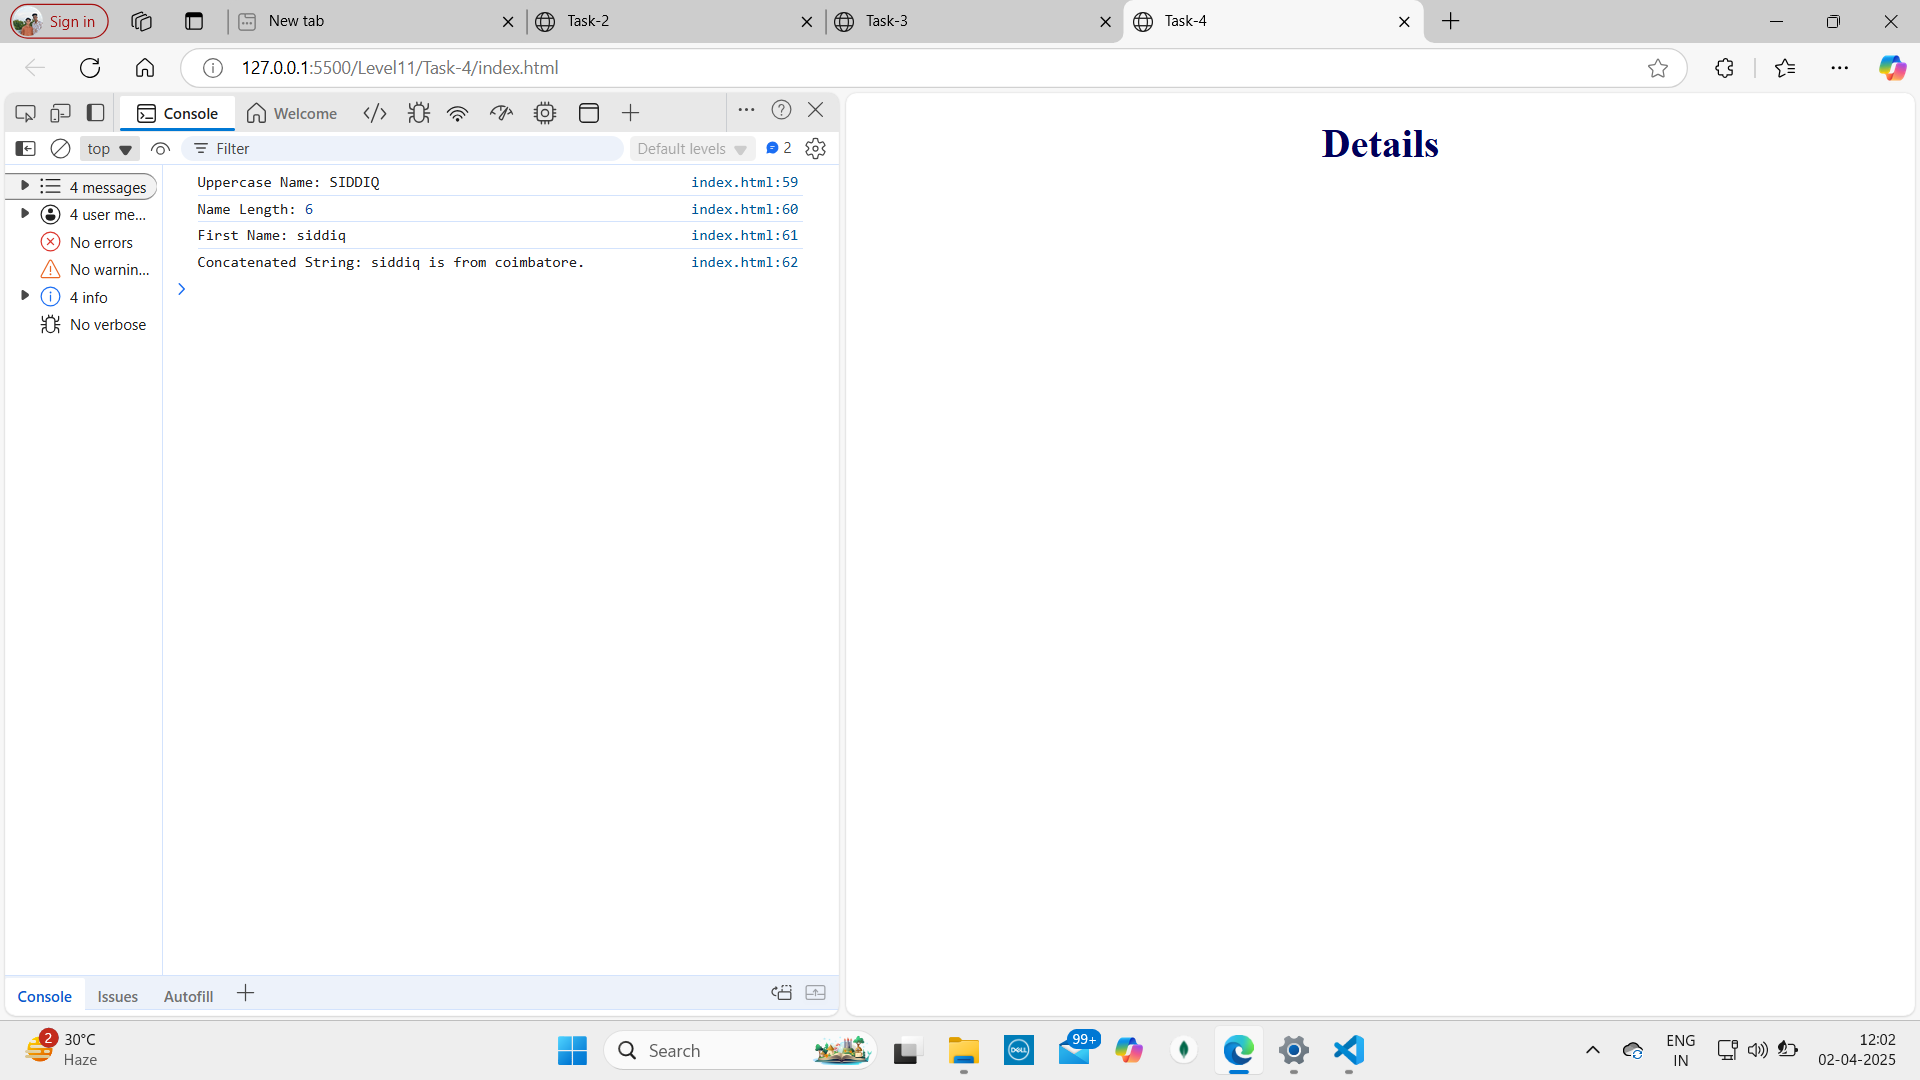 Sign in
New tab
Task-2
Task-3
Task-4
127.0.0.1:5500/Level11/Task-4/index.html
Console
Welcome
top
Filter
Default levels
2
4 messages
4 user me...
No errors
No warnin...
4 info
No verbose
Uppercase Name: SIDDIQ index.html:59
Name Length: 6 index.html:60
First Name: siddiq index.html:61
Concatenated String: siddiq is from coimbatore. index.html:62
Details
Console
Issues
Autofill
2
30°C
Haze
Search
DELL
99+
ENG
IN
12:02
02-04-2025